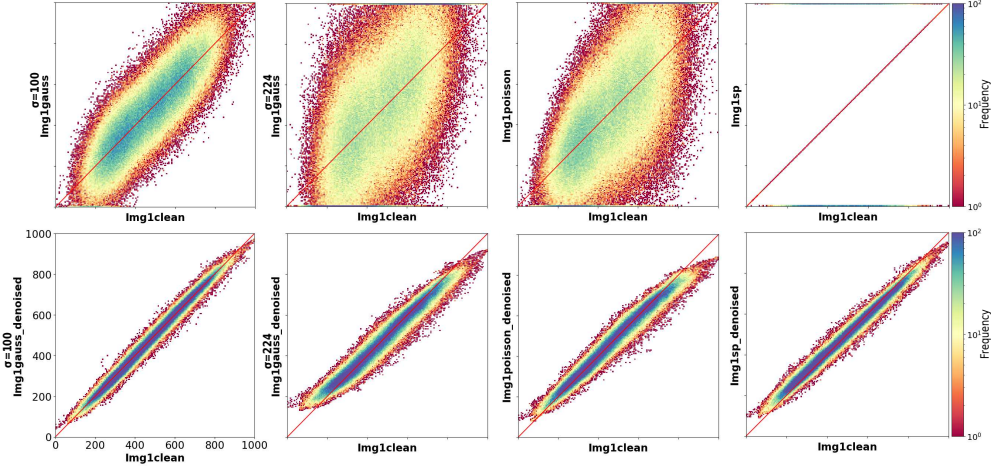 σ=100
Img1gauss
Img1clean
σ=224
Img1gauss
Img1clean
Img1poisson
Img1clean
Img1sp
Img1clean
10²
10¹
10⁰
Frequency
σ=100
Img1gauss_denoised
1000
800
600
400
200
0
0 200 400 600 800 1000
Img1clean
σ=224
Img1gauss_denoised
Img1clean
Img1poisson_denoised
Img1clean
Img1sp_denoised
Img1clean
10²
10¹
10⁰
Frequency